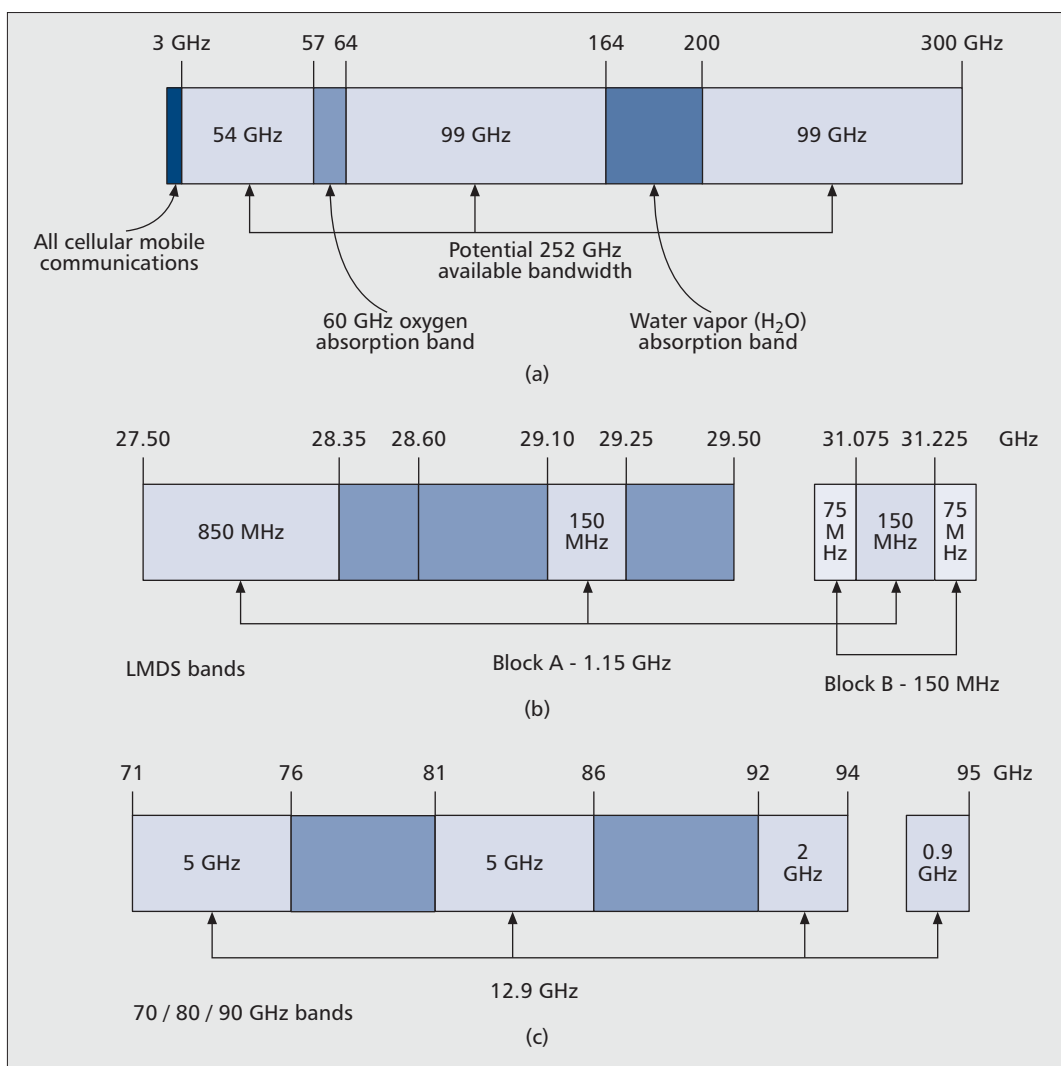 3 GHz 57 64 164 200 300 GHz
54 GHz 99 GHz 99 GHz
All cellular mobile
communications
Potential 252 GHz
available bandwidth
60 GHz oxygen
absorption band
Water vapor (H₂O)
absorption band
(a)
27.50 28.35 28.60 29.10 29.25 29.50 31.075 31.225 GHz
850 MHz
150
MHz
75
M
Hz
150
MHz
75
M
Hz
LMDS bands
Block A - 1.15 GHz
Block B - 150 MHz
(b)
71 76 81 86 92 94 95 GHz
5 GHz
5 GHz
2
GHz
0.9
GHz
12.9 GHz
70 / 80 / 90 GHz bands
(c)